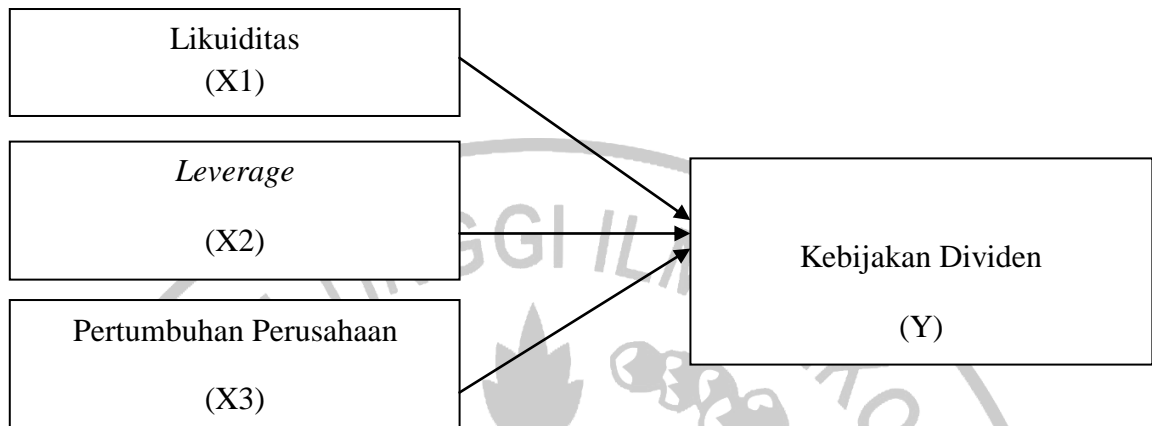 Likuiditas
(X1)
Leverage
(X2)
Pertumbuhan Perusahaan
(X3)
Kebijakan Dividen
(Y)